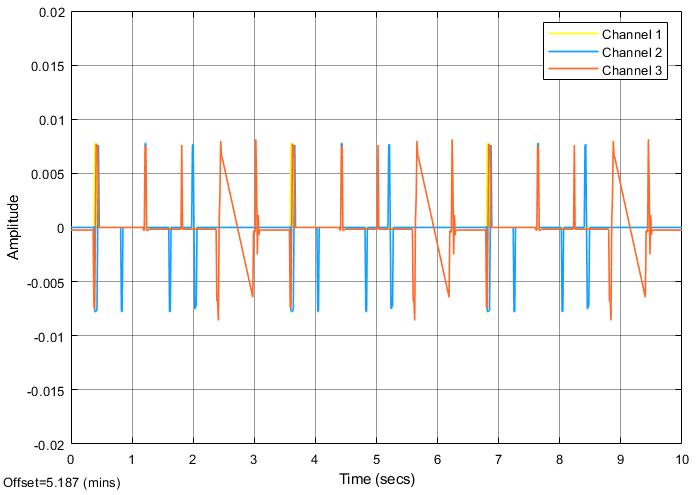 0.02
0.015
0.01
0.005
0
-0.005
-0.01
-0.015
-0.02
Amplitude
Channel 1
Channel 2
Channel 3
0 1 2 3 4 5 6 7 8 9 10
Time (secs)
Offset=5.187 (mins)